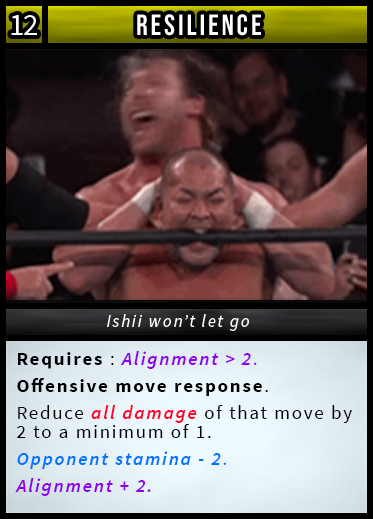 12 RESILIENCE
Ishii won't let go
Requires : Alignment > 2.
Offensive move response.
Reduce all damage of that move by
2 to a minimum of 1.
Opponent stamina - 2.
Alignment + 2.